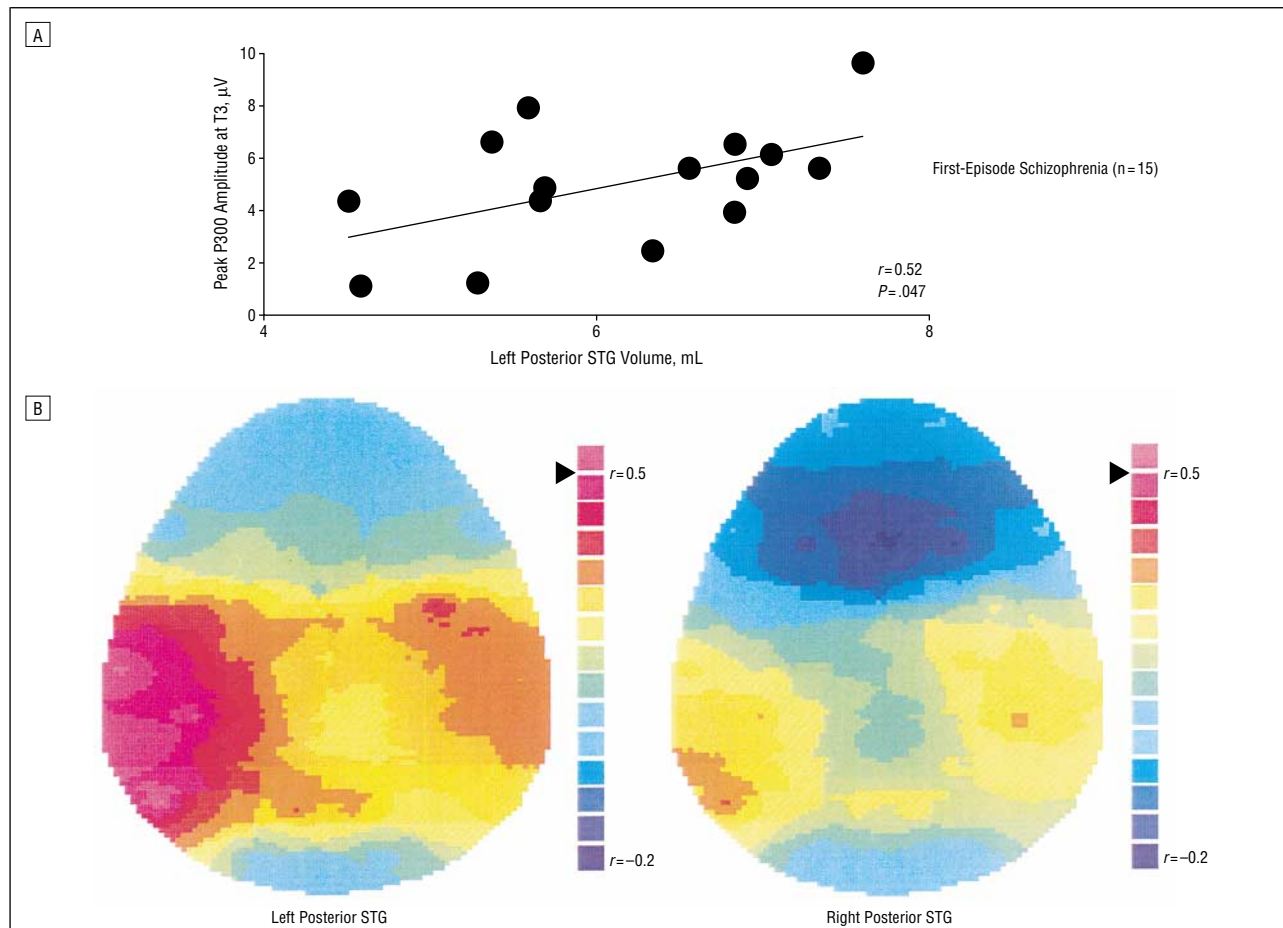 A
10
8
6
4
2
0
Peak P300 Amplitude at T3, μV
4
6
8
Left Posterior STG Volume, mL
First-Episode Schizophrenia (n=15)
r=0.52
P=.047
B
r=0.5
r=–0.2
Left Posterior STG
r=0.5
r=–0.2
Right Posterior STG